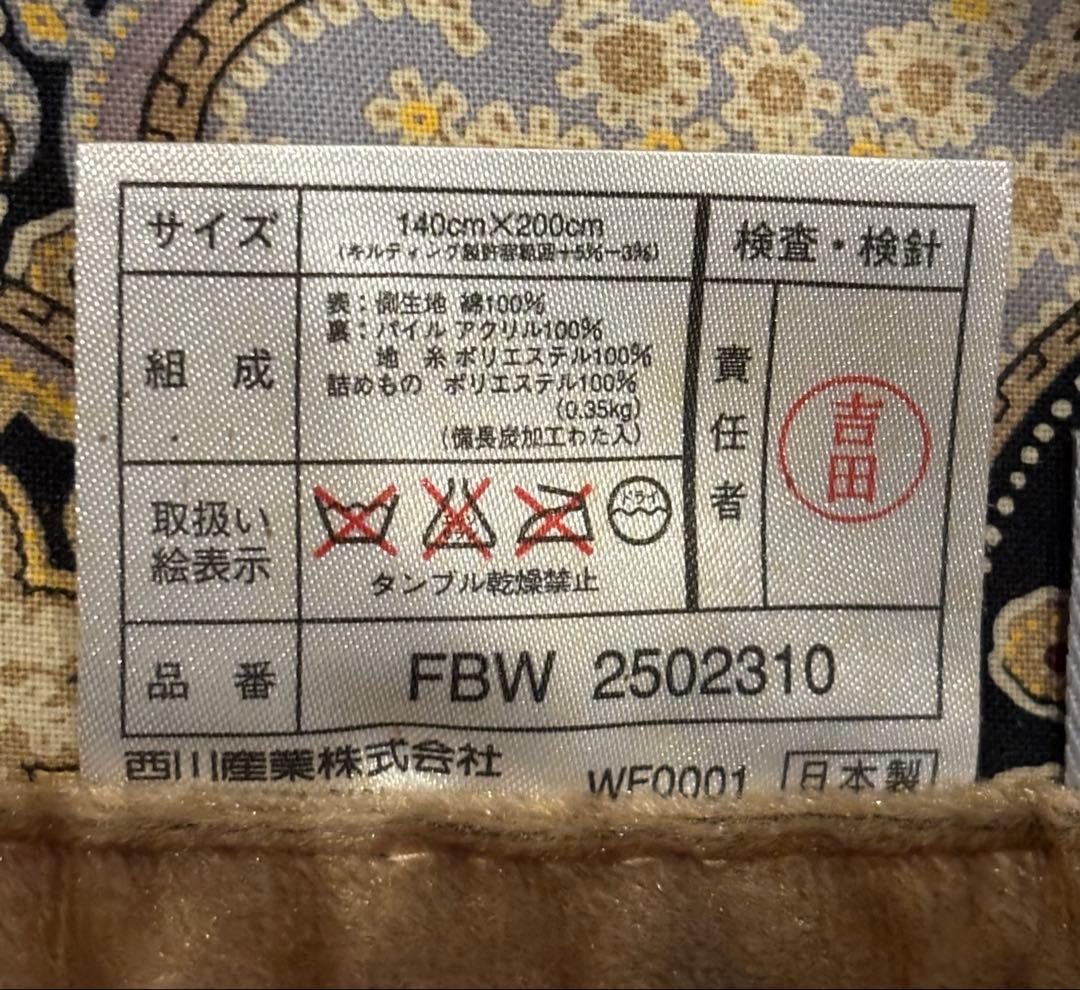 サイズ
140cm×200cm
(キルティング製許容範囲+5%−3%)
検査・検針
組 成
表：側生地 綿100%
裏：パイル アクリル100%
地 糸 ポリエステル100%
詰めもの ポリエステル100%
(0.35kg)
(備長炭加工わた入)
責任者
吉田
取扱い
絵表示
ドライ
タンブル乾燥禁止
品 番
FBW 2502310
西川産業株式会社
WF0001
日本製